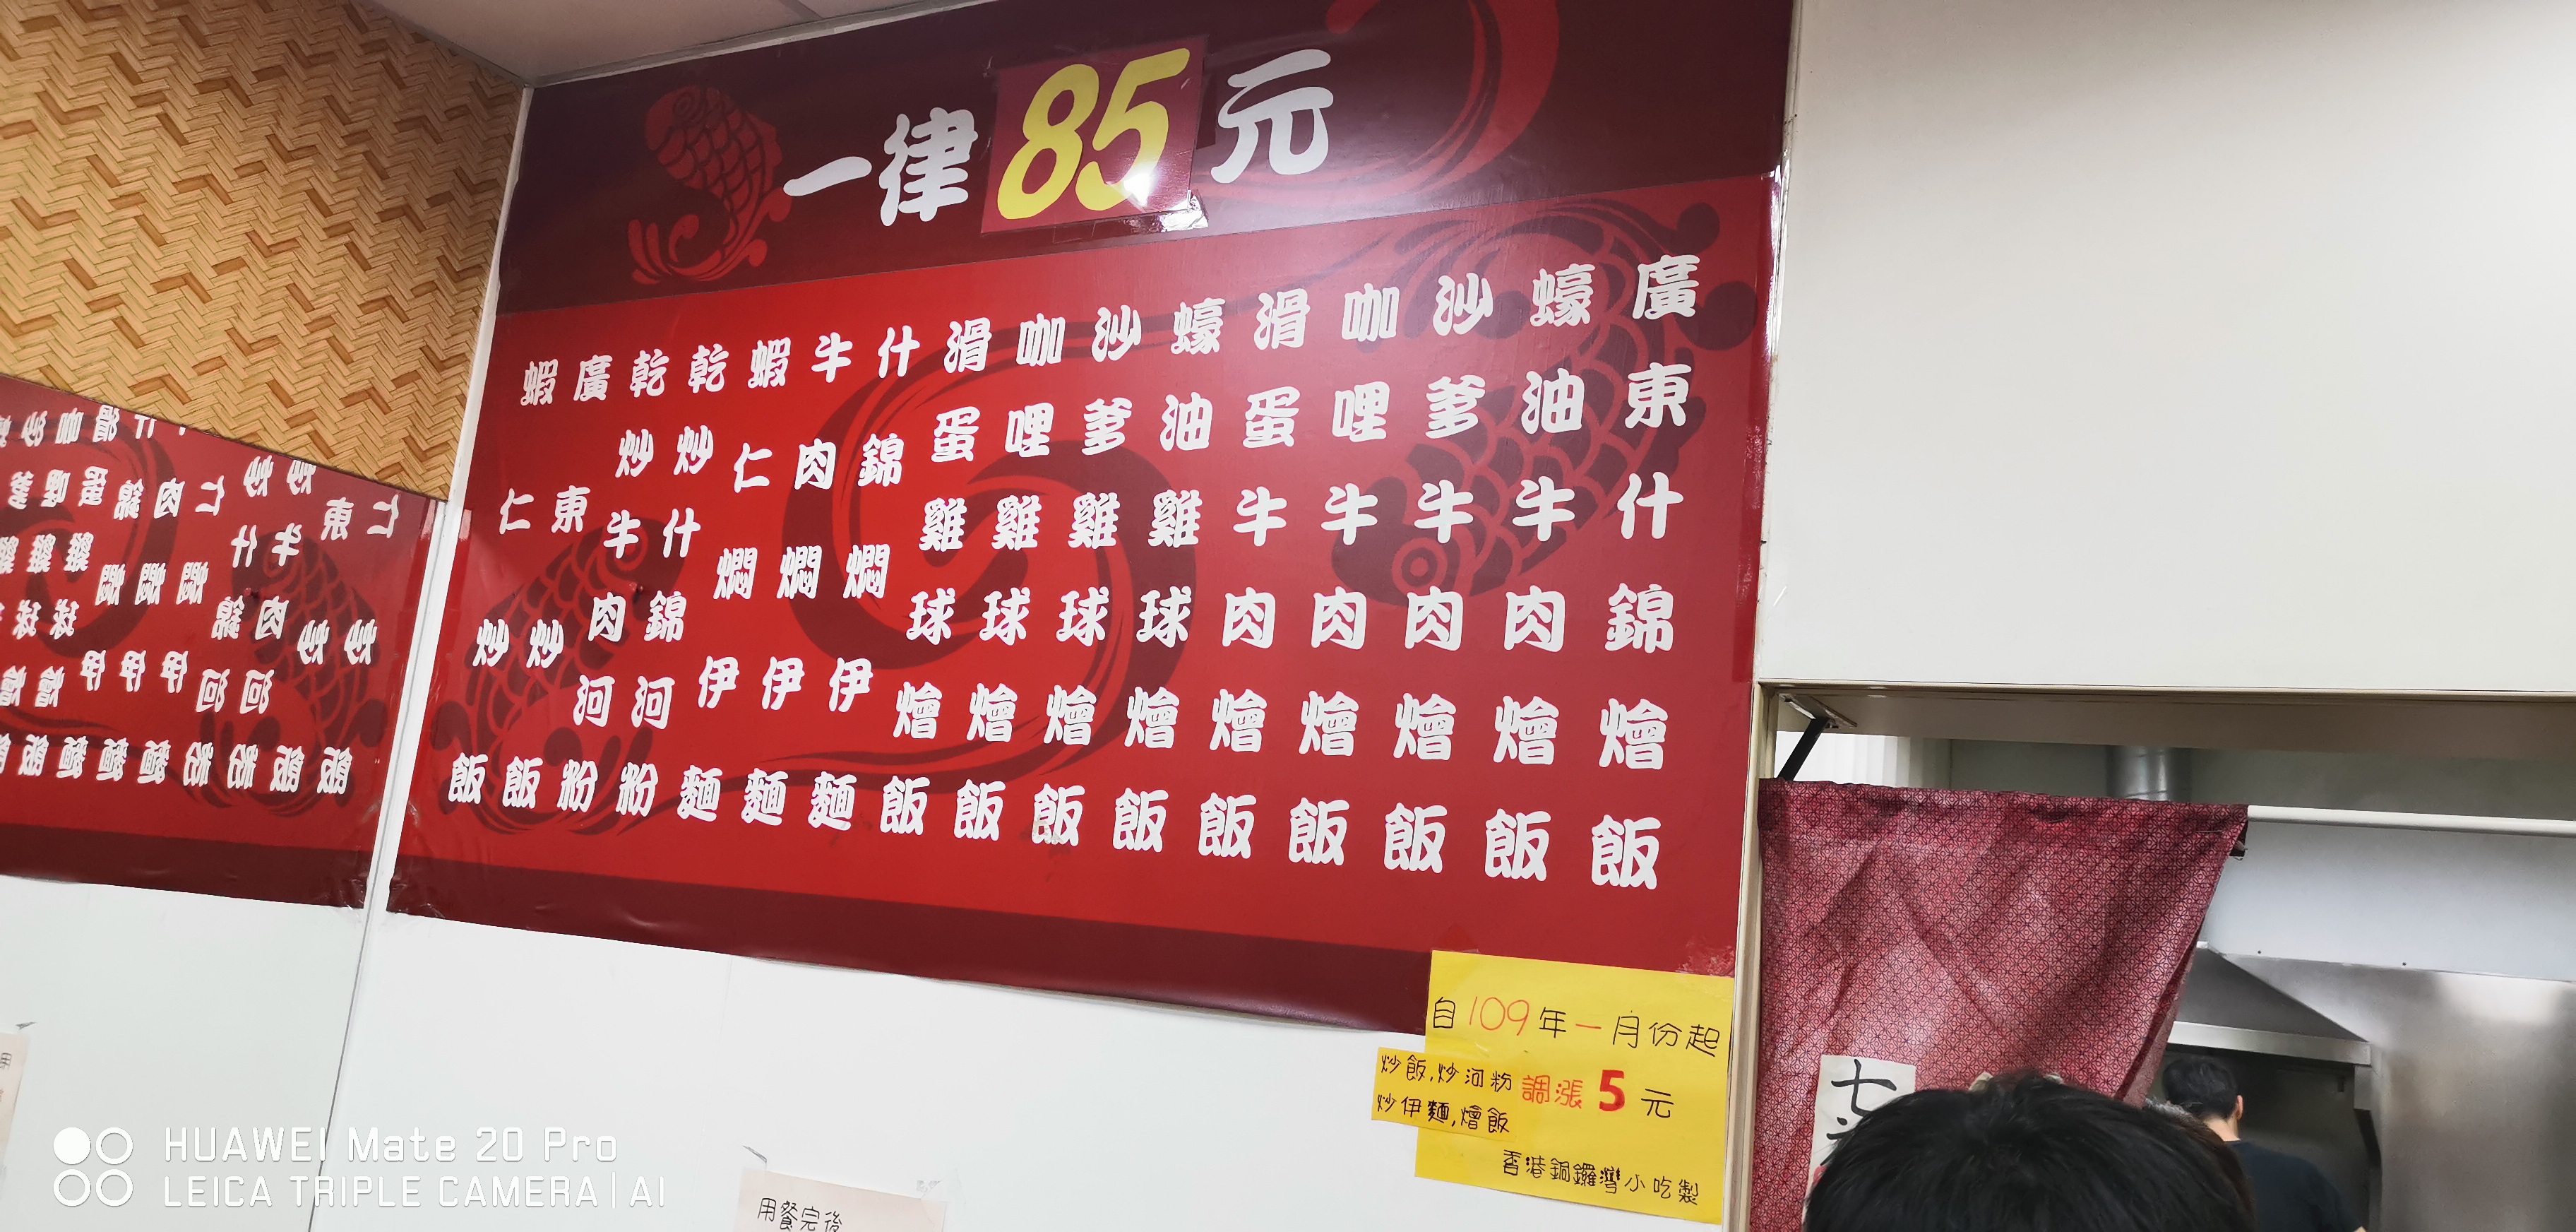 一律85元
廣東什錦燴飯
蠔油牛肉燴飯
沙爹牛肉燴飯
咖哩牛肉燴飯
滑蛋牛肉燴飯
蠔油雞球燴飯
沙爹雞球燴飯
咖哩雞球燴飯
滑蛋雞球燴飯
什錦燜伊麵
牛肉燜伊麵
蝦仁燜伊麵
乾炒什錦河粉
乾炒牛肉河粉
廣東炒飯
蝦仁炒飯
自109年一月份起
炒飯,炒河粉
炒伊麵,燴飯
調漲5元
香港銅鑼灣小吃製
用餐完後
七
HUAWEI Mate 20 Pro
LEICA TRIPLE CAMERA | AI